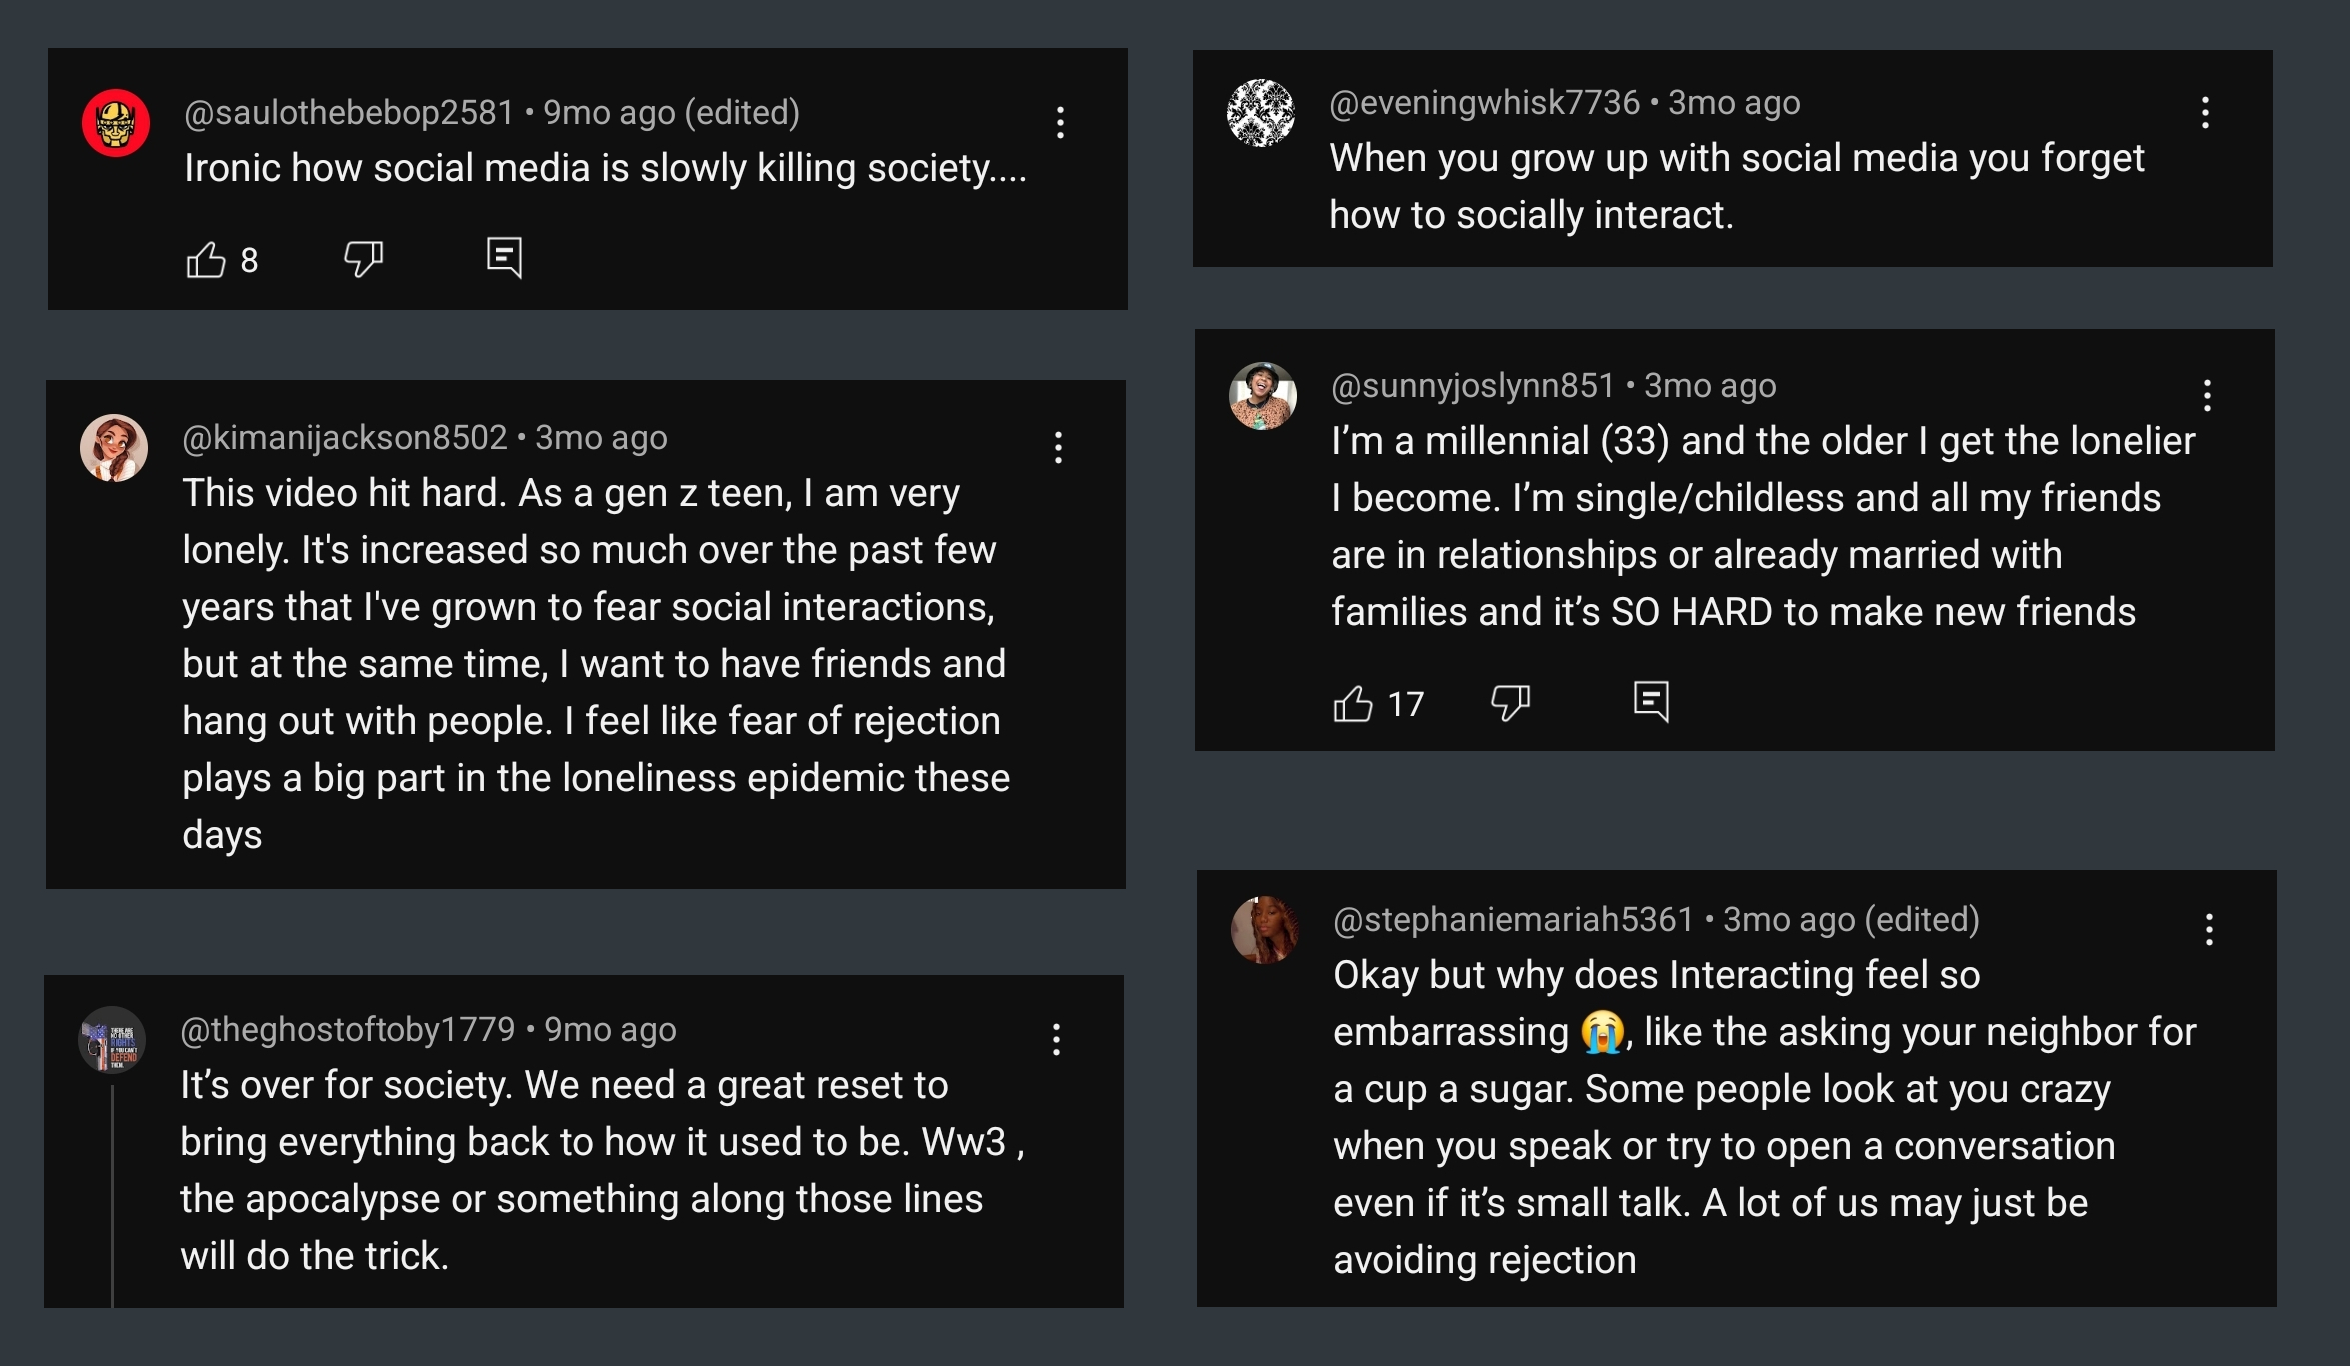 @saulothebebop2581 • 9mo ago (edited)
Ironic how social media is slowly killing society....
8
@kimanijackson8502 • 3mo ago
This video hit hard. As a gen z teen, I am very
lonely. It's increased so much over the past few
years that I've grown to fear social interactions,
but at the same time, I want to have friends and
hang out with people. I feel like fear of rejection
plays a big part in the loneliness epidemic these
days
THERE ARE
NO OTHER
RIGHTS
IF YOU CAN'T
DEFEND
THEM.
@theghostoftoby1779 • 9mo ago
It’s over for society. We need a great reset to
bring everything back to how it used to be. Ww3 ,
the apocalypse or something along those lines
will do the trick.
@eveningwhisk7736 • 3mo ago
When you grow up with social media you forget
how to socially interact.
@sunnyjoslynn851 • 3mo ago
I’m a millennial (33) and the older I get the lonelier
I become. I’m single/childless and all my friends
are in relationships or already married with
families and it’s SO HARD to make new friends
17
@stephaniemariah5361 • 3mo ago (edited)
Okay but why does Interacting feel so
embarrassing 😭, like the asking your neighbor for
a cup a sugar. Some people look at you crazy
when you speak or try to open a conversation
even if it’s small talk. A lot of us may just be
avoiding rejection